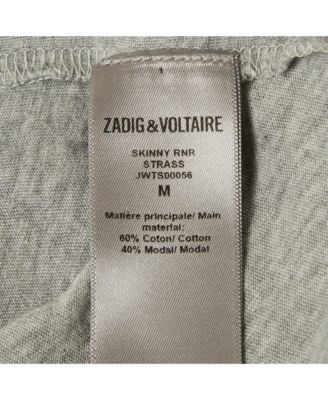 ZADIG&VOLTAIRE
SKINNY RNR
STRASS
JWTS00056
M
Matière principale/ Main
material:
60% Coton/ Cotton
40% Modal/ Modal